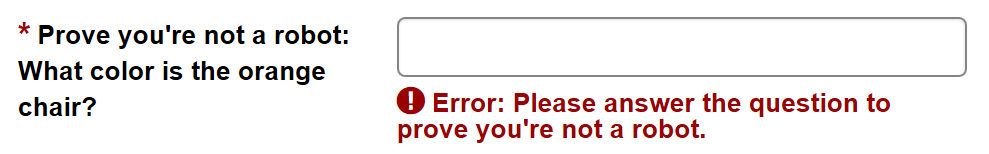 * Prove you're not a robot:
What color is the orange
chair?
! Error: Please answer the question to
prove you're not a robot.